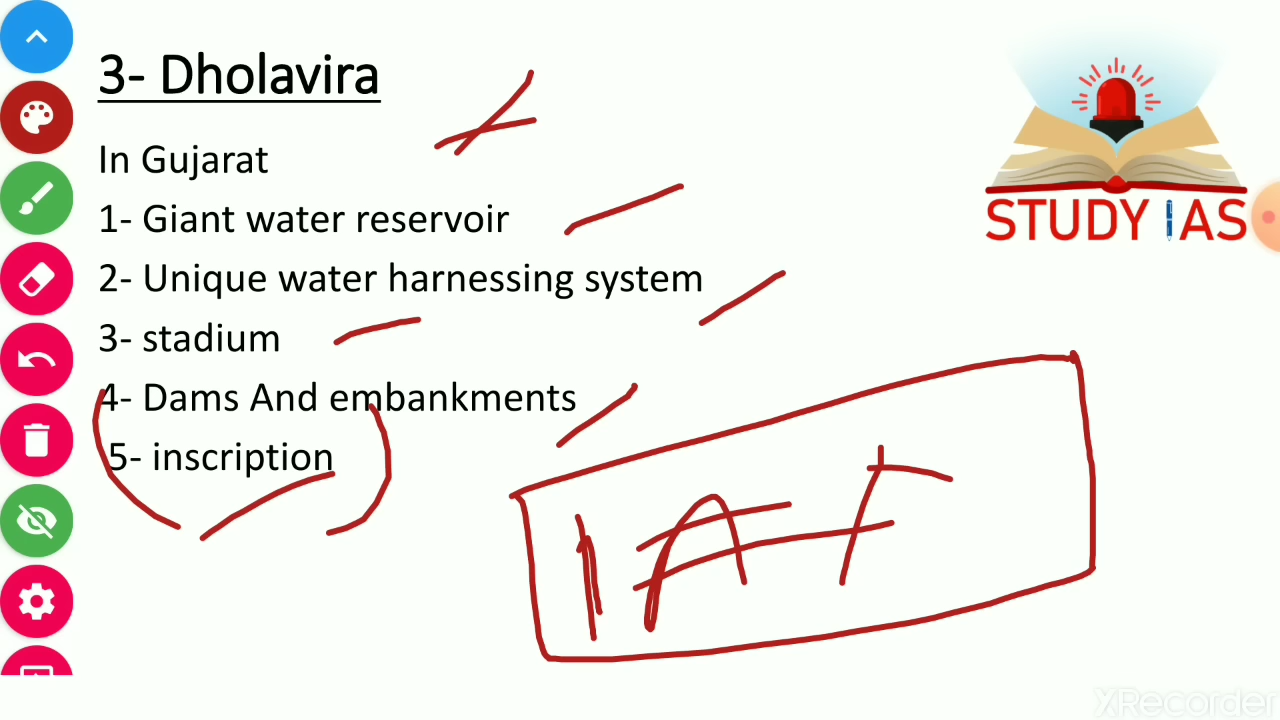 3- Dholavira
In Gujarat
1- Giant water reservoir
2- Unique water harnessing system
3- stadium
4- Dams And embankments
5- inscription
STUDY IAS
XRecorder